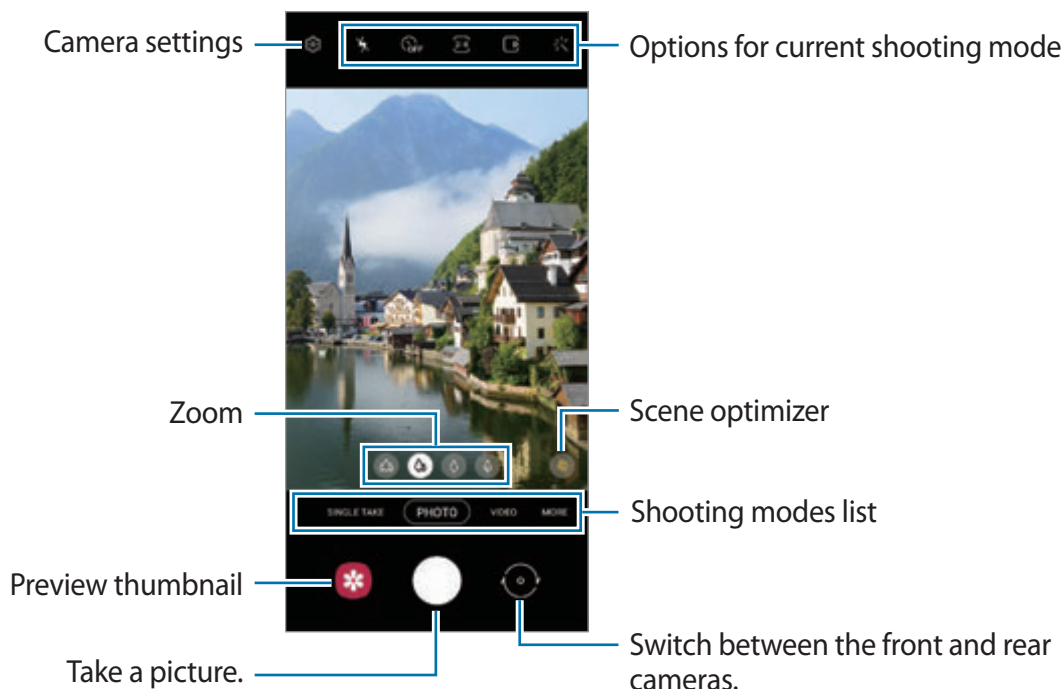 Camera settings
OFF
Options for current shooting mode
Zoom
Scene optimizer
SINGLE TAKE PHOTO VIDEO MORE
Shooting modes list
Preview thumbnail
Take a picture.
Switch between the front and rear
cameras.